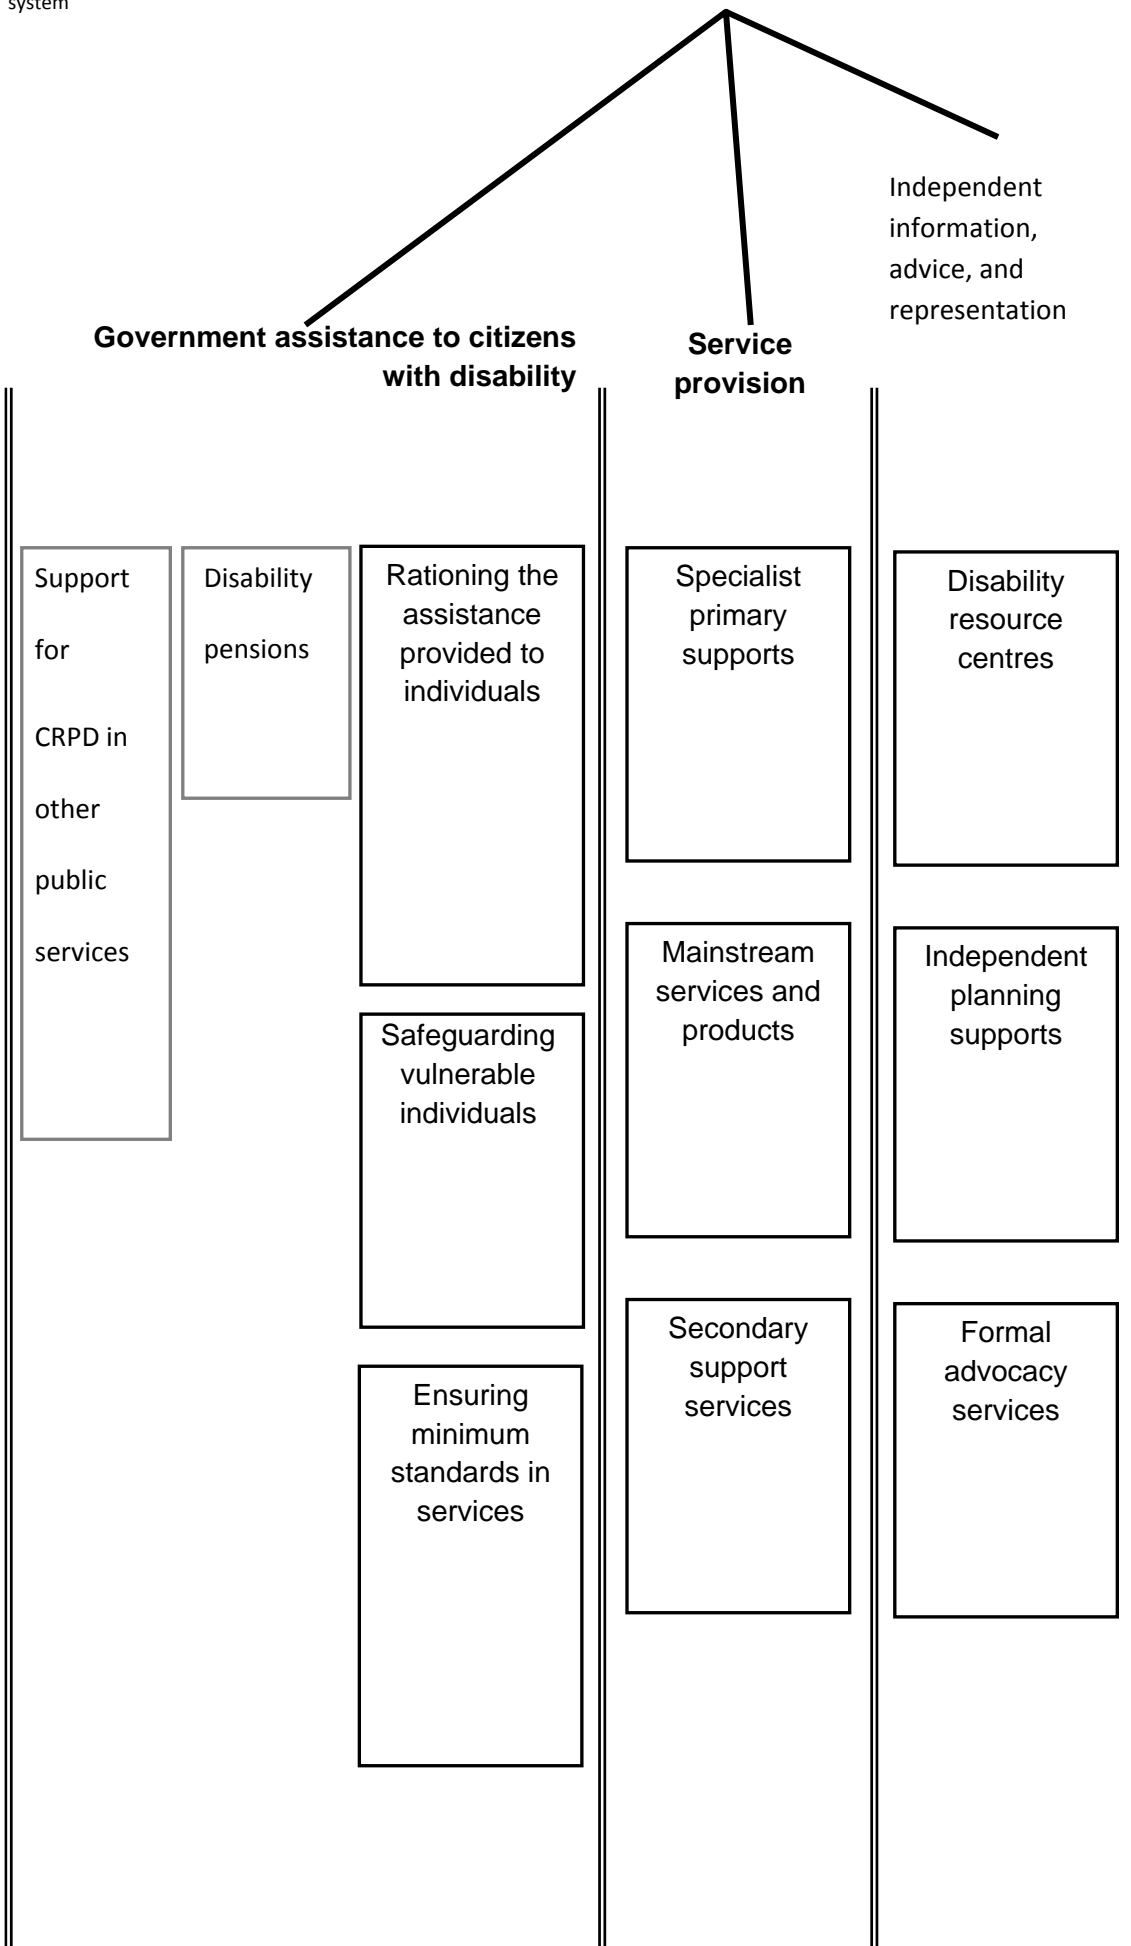 system
Independent
information,
advice, and
representation
Government assistance to citizens
with disability
Service
provision
Support
for
CRPD in
other
public
services
Disability
pensions
Rationing the
assistance
provided to
individuals
Safeguarding
vulnerable
individuals
Ensuring
minimum
standards in
services
Specialist
primary
supports
Mainstream
services and
products
Secondary
support
services
Disability
resource
centres
Independent
planning
supports
Formal
advocacy
services